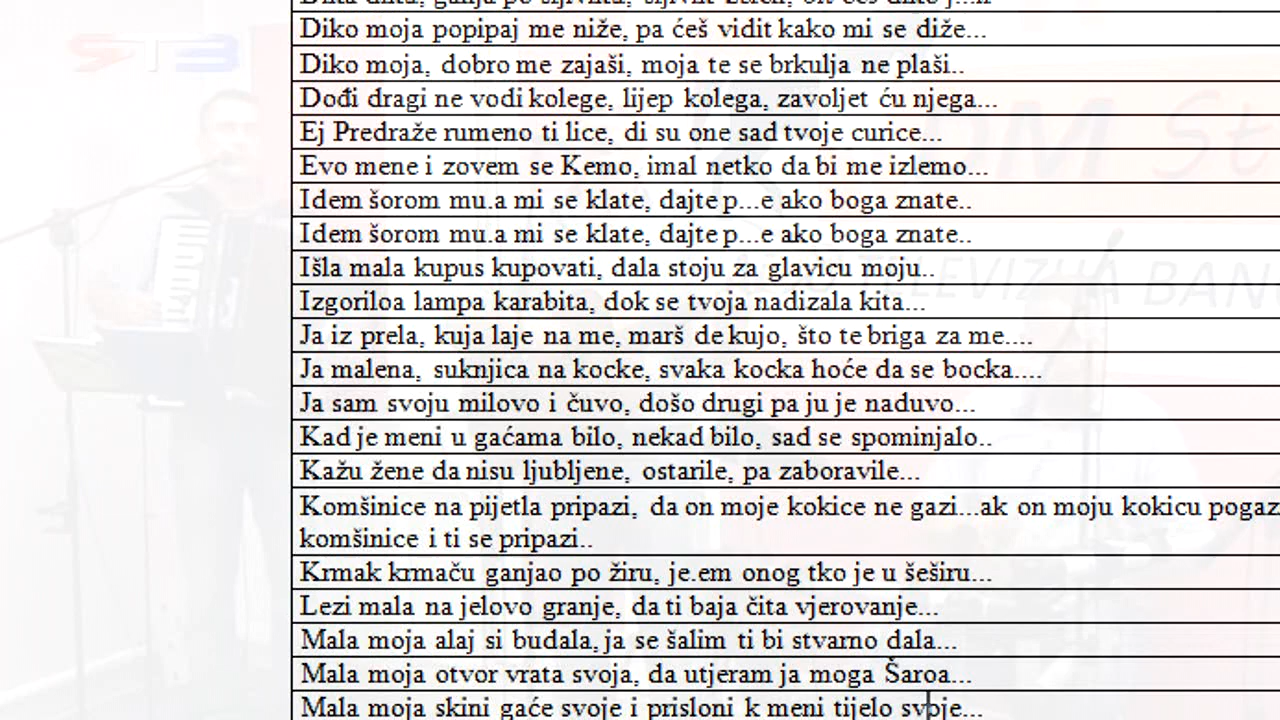 STB
Diko moja popipaj me niže, pa ćeš vidit kako mi se diže...
Diko moja, dobro me zajaši, moja te se brkulja ne plaši..
Dođi dragi ne vodi kolege, lijep kolega, zavoljet ću njega...
Ej Predraže rumeno ti lice, di su one sad tvoje curice...
Evo mene i zovem se Kemo, imal netko da bi me izlemo...
Idem šorom mu.a mi se klate, dajte p...e ako boga znate..
Idem šorom mu.a mi se klate, dajte p...e ako boga znate..
Išla mala kupus kupovati, dala stoju za glavicu moju..
Izgoriloa lampa karabita, dok se tvoja nadizala kita...
Ja iz prela, kuja laje na me, marš de kujo, što te briga za me....
Ja malena, suknjica na kocke, svaka kocka hoće da se bocka....
Ja sam svoju milovo i čuvo, došo drugi pa ju je naduvo...
Kad je meni u gaćama bilo, nekad bilo, sad se spominjalo..
Kažu žene da nisu ljubljene, ostarile, pa zaboravile...
Komšinice na pijetla pripazi, da on moje kokice ne gazi...ak on moju kokicu pogaz
komšinice i ti se pripazi..
Krmak krmaču ganjao po žiru, je.em onog tko je u šeširu...
Lezi mala na jelovo granje, da ti baja čita vjerovanje...
Mala moja alaj si budala, ja se šalim ti bi stvarno dala...
Mala moja otvor vrata svoja, da utjeram ja moga Šaroa...
Mala moja skini gaće svoje i prisloni k meni tijelo svoje...